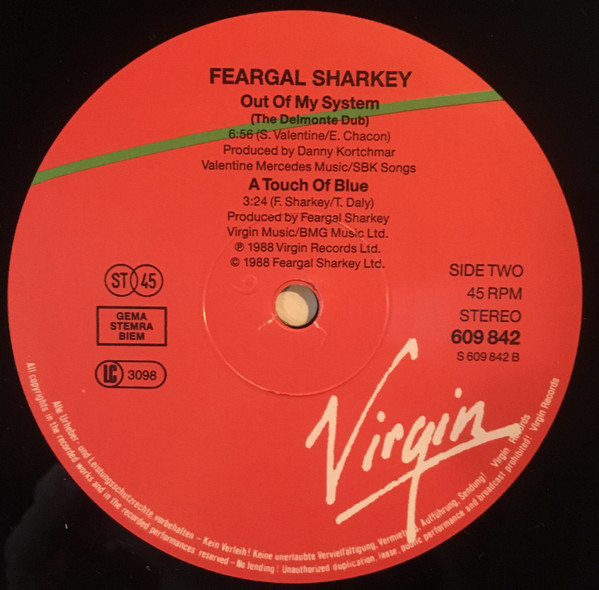 FEARGAL SHARKEY
Out Of My System
(The Delmonte Dub)
6:56 (S. Valentine/E. Chacon)
Produced by Danny Kortchmar
Valentine Mercedes Music/SBK Songs
A Touch Of Blue
3:24 (F. Sharkey/T. Daly)
Produced by Feargal Sharkey
Virgin Music/BMG Music Ltd.
℗ 1988 Virgin Records Ltd.
© 1988 Feargal Sharkey Ltd.
ST 45
GEMA
STEMRA
BIEM
LC 3098
SIDE TWO
45 RPM
STEREO
609 842
S 609 842 B
Virgin
Alle Urheber- und Leistungsschutzrechte vorbehalten – Kein Verleih! Keine unerlaubte Vervielfältigung, Vermietung, Aufführung, Sendung! Virgin Records
All copyrights in the recorded works and in the recorded performances reserved – No lending! Unauthorized duplication, lease, public performance and broadcast prohibited! Virgin Records